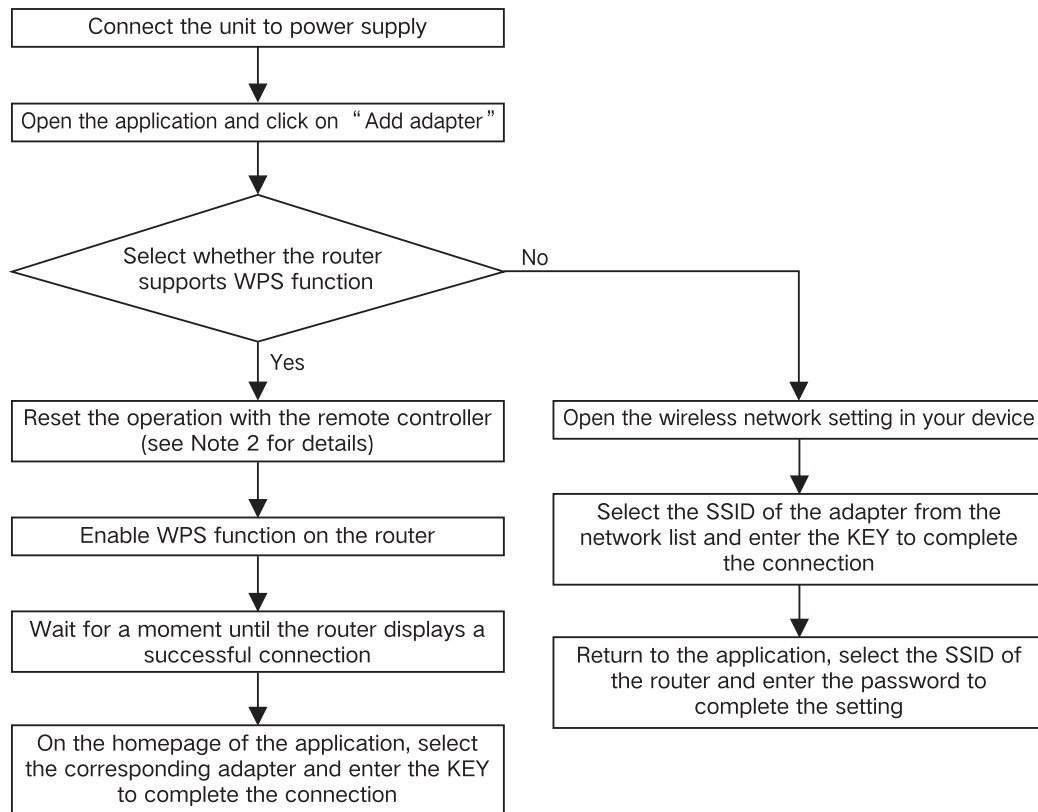 Connect the unit to power supply
Open the application and click on “Add adapter”
Select whether the router
supports WPS function
No
Yes
Reset the operation with the remote controller
(see Note 2 for details)
Enable WPS function on the router
Wait for a moment until the router displays a
successful connection
On the homepage of the application, select
the corresponding adapter and enter the KEY
to complete the connection
Open the wireless network setting in your device
Select the SSID of the adapter from the
network list and enter the KEY to complete
the connection
Return to the application, select the SSID of
the router and enter the password to
complete the setting